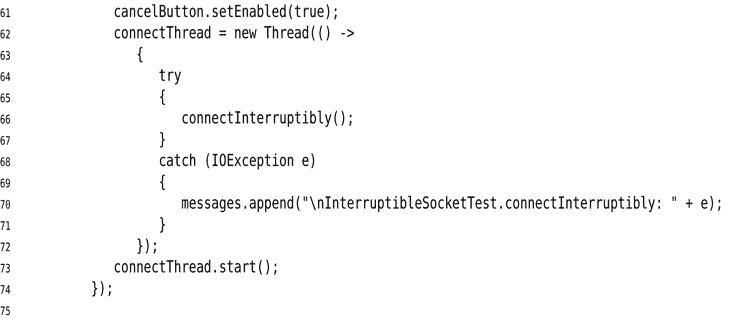 61 cancelButton.setEnabled(true);
62 connectThread = new Thread(() ->
63 {
64 try
65 {
66 connectInterruptibly();
67 }
68 catch (IOException e)
69 {
70 messages.append("\nInterruptibleSocketTest.connectInterruptibly: " + e);
71 }
72 });
73 connectThread.start();
74 });
75